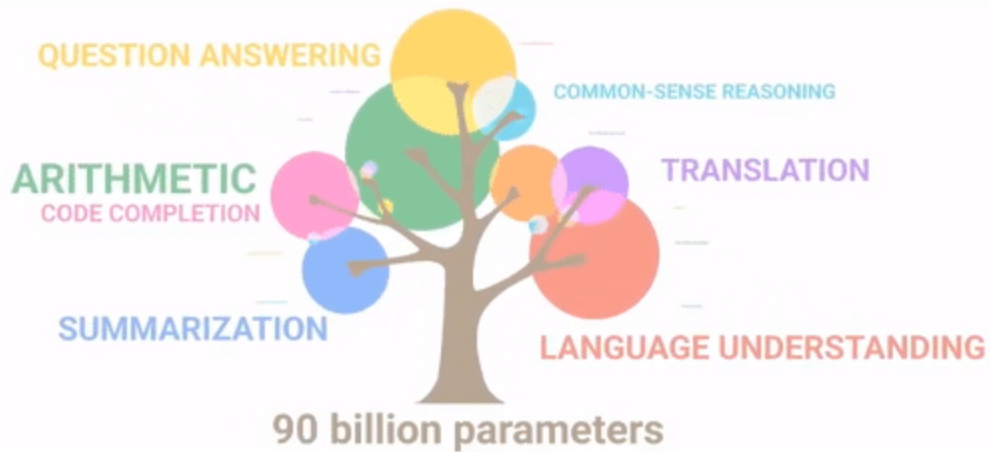 QUESTION ANSWERING
COMMON-SENSE REASONING
ARITHMETIC
TRANSLATION
CODE COMPLETION
SUMMARIZATION
LANGUAGE UNDERSTANDING
90 billion parameters